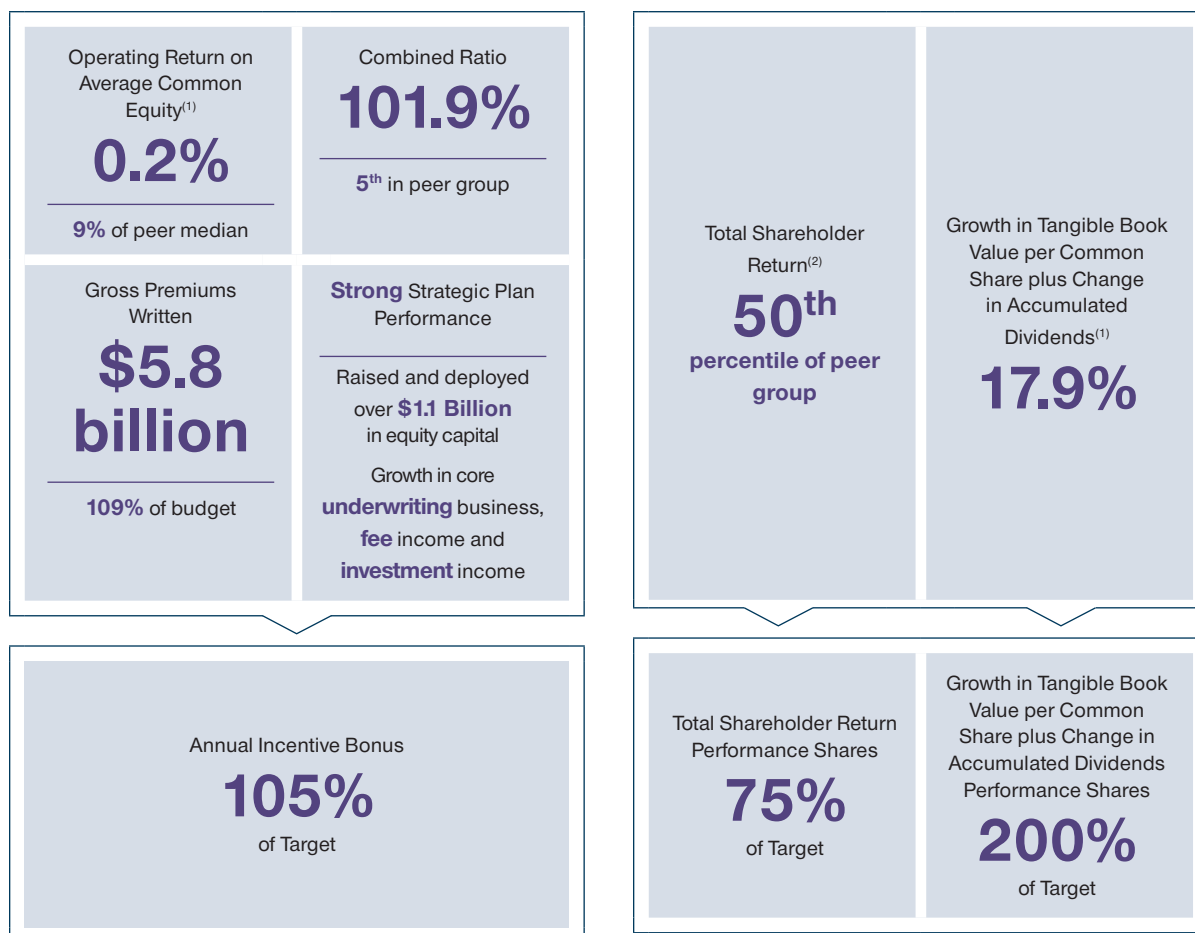 Operating Return on
Average Common
Equity(1)
0.2%
9% of peer median
Combined Ratio
101.9%
5th in peer group
Gross Premiums
Written
$5.8
billion
109% of budget
Strong Strategic Plan
Performance
Raised and deployed
over $1.1 Billion
in equity capital
Growth in core
underwriting business,
fee income and
investment income
Annual Incentive Bonus
105%
of Target
Total Shareholder
Return(2)
50th
percentile of peer
group
Growth in Tangible Book
Value per Common
Share plus Change
in Accumulated
Dividends(1)
17.9%
Total Shareholder Return
Performance Shares
75%
of Target
Growth in Tangible Book
Value per Common
Share plus Change in
Accumulated Dividends
Performance Shares
200%
of Target